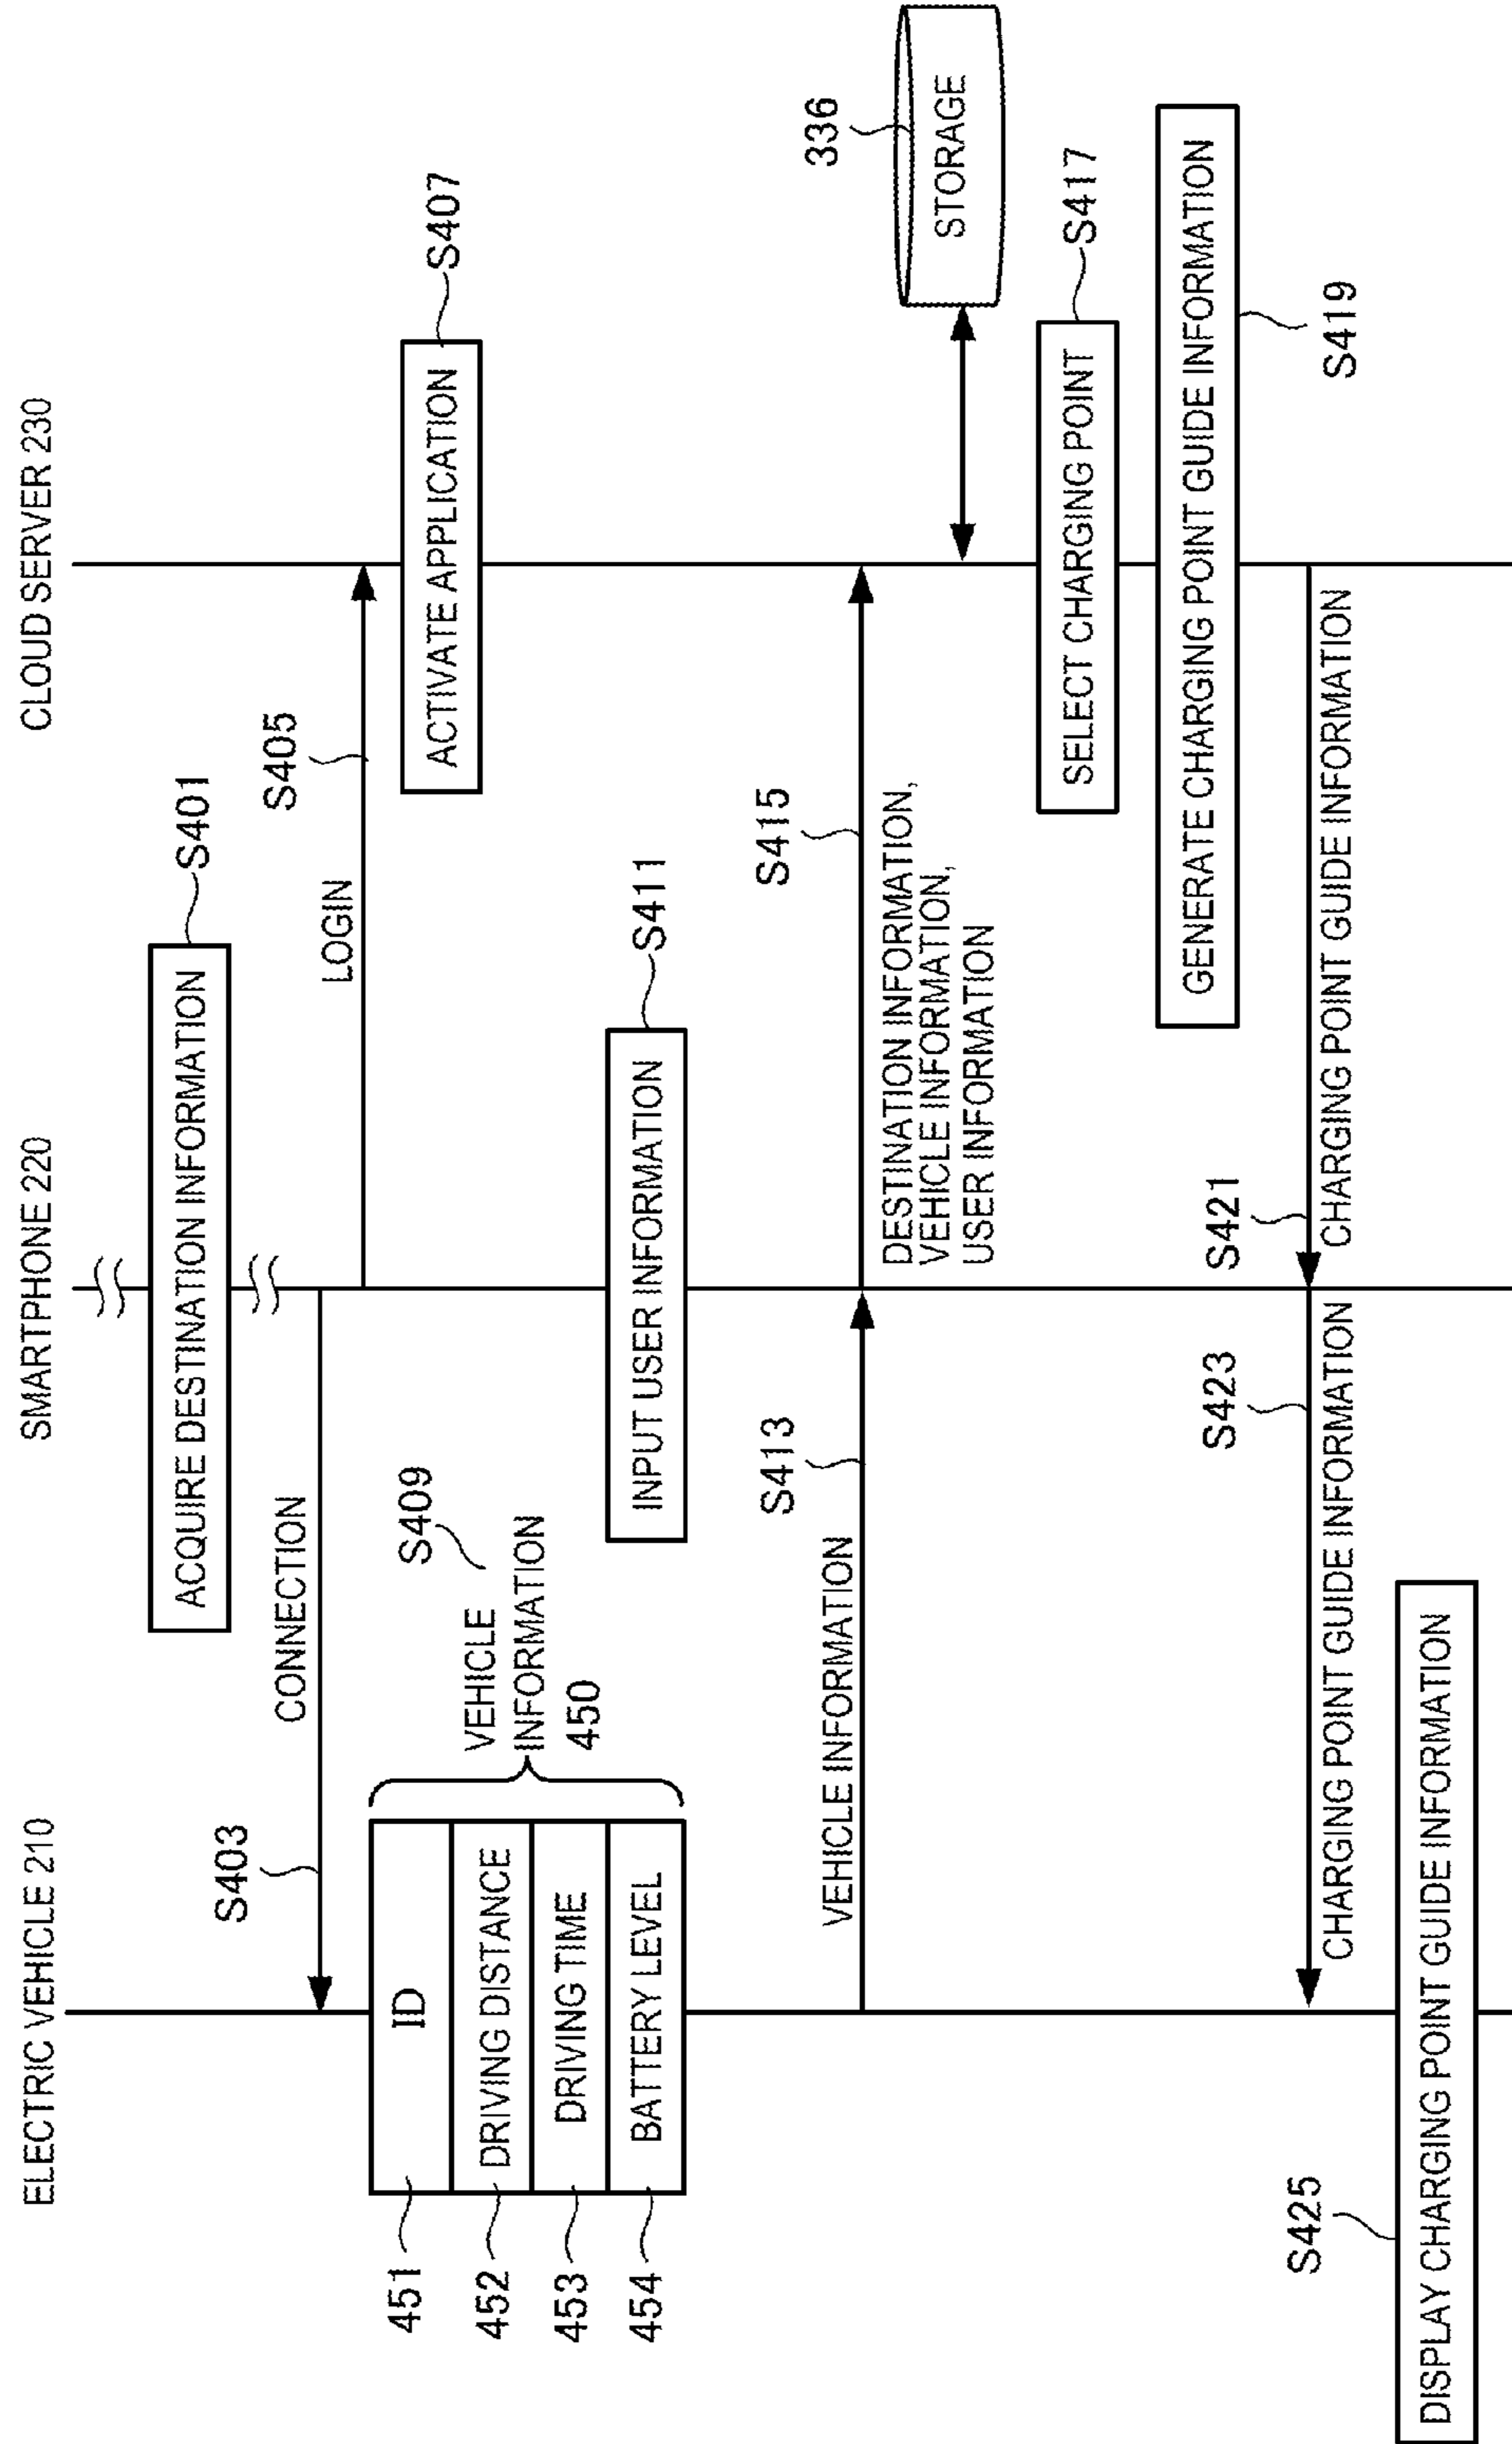 ELECTRIC VEHICLE 210
SMARTPHONE 220
CLOUD SERVER 230
ACQUIRE DESTINATION INFORMATION
S401
S403
CONNECTION
S405
LOGIN
ACTIVATE APPLICATION
S407
451
ID
452
DRIVING DISTANCE
453
DRIVING TIME
454
BATTERY LEVEL
S409
VEHICLE
INFORMATION
450
INPUT USER INFORMATION
S411
S413
VEHICLE INFORMATION
S415
DESTINATION INFORMATION,
VEHICLE INFORMATION,
USER INFORMATION
336
STORAGE
SELECT CHARGING POINT
S417
GENERATE CHARGING POINT GUIDE INFORMATION
S419
S421
CHARGING POINT GUIDE INFORMATION
S423
CHARGING POINT GUIDE INFORMATION
S425
DISPLAY CHARGING POINT GUIDE INFORMATION